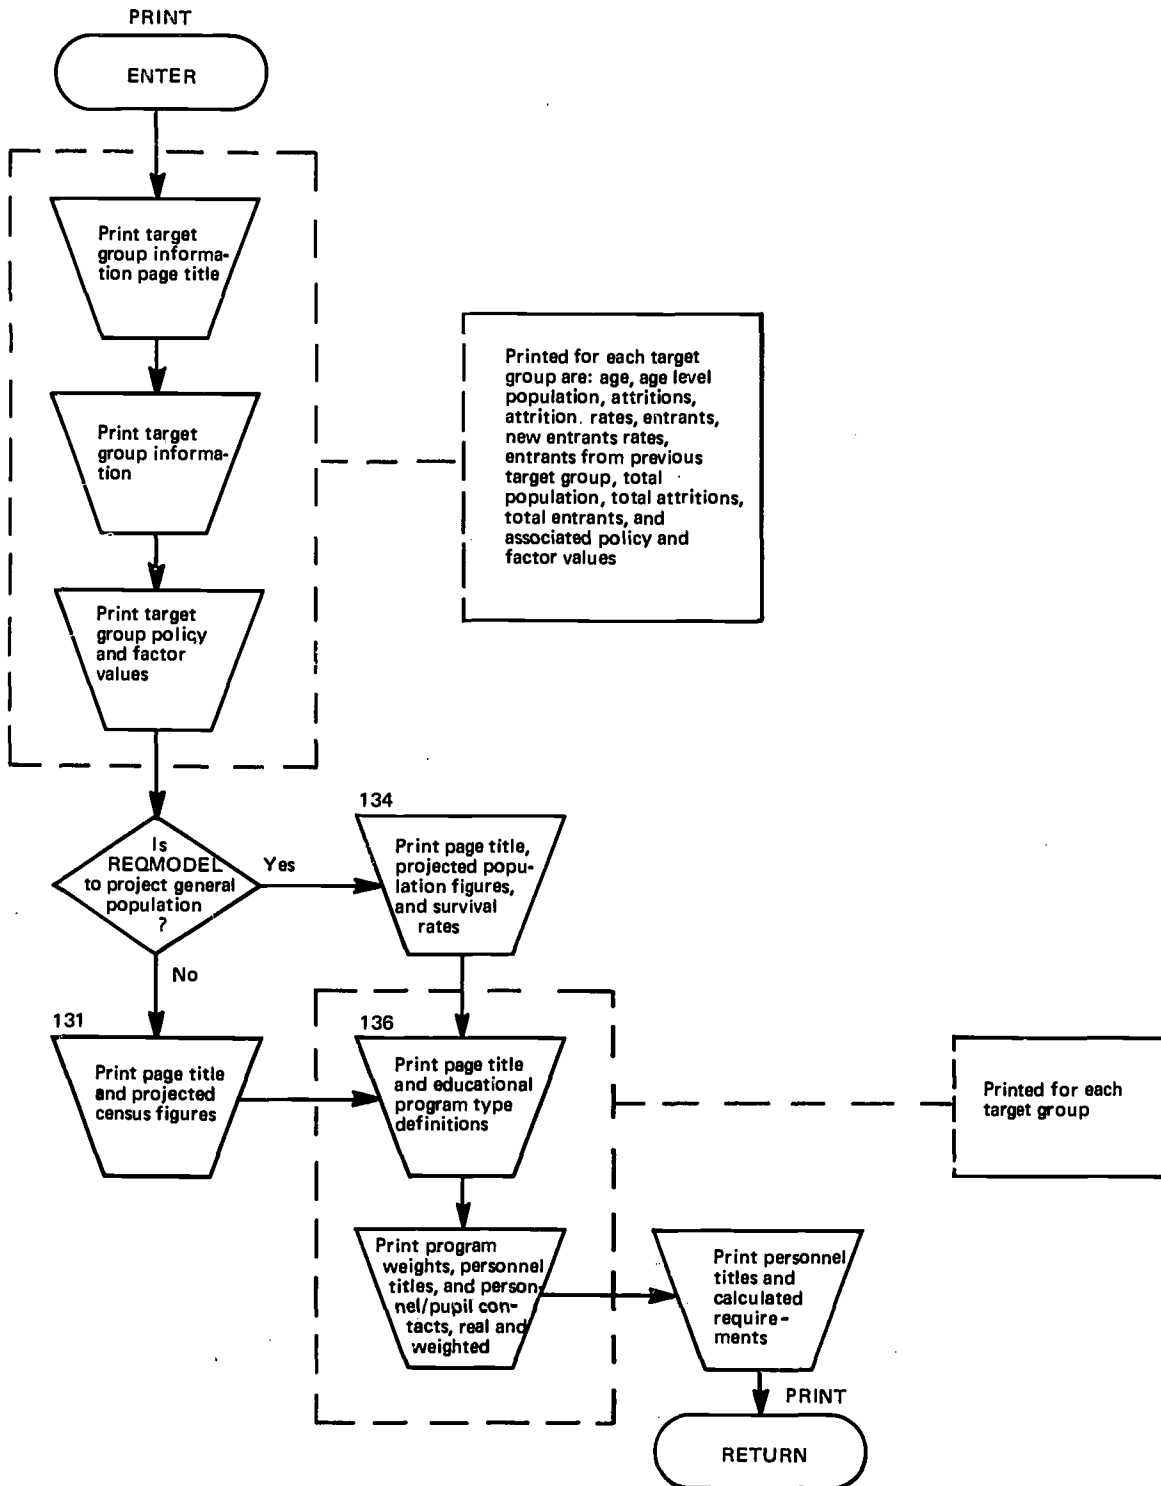 PRINT
ENTER
Print target
group informa-
tion page title
Print target
group informa-
tion
Print target
group policy
and factor
values
Printed for each target
group are: age, age level
population, attritions,
attrition. rates, entrants,
new entrants rates,
entrants from previous
target group, total
population, total attritions,
total entrants, and
associated policy and
factor values
Is
REQMODEL
to project general
population
?
Yes
No
134
Print page title,
projected popu-
lation figures,
and survival
rates
131
Print page title
and projected
census figures
136
Print page title
and educational
program type
definitions
Printed for each
target group
Print program
weights, personnel
titles, and person-
nel/pupil con-
tacts, real and
weighted
Print personnel
titles and
calculated
require-
ments
PRINT
RETURN